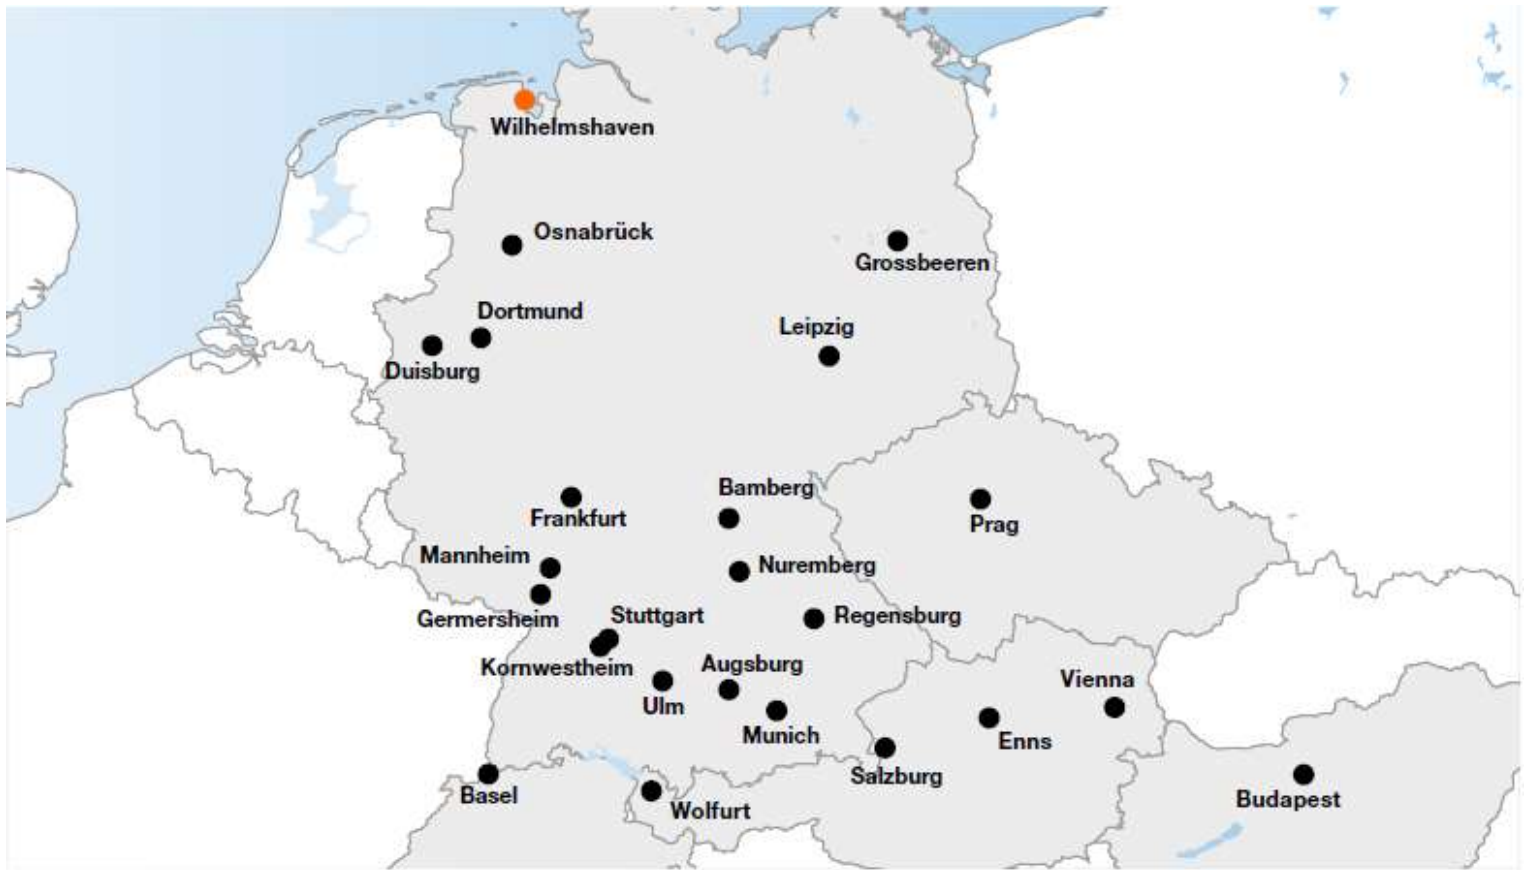 Wilhelmshaven
Osnabrück
Grossbeeren
Dortmund
Leipzig
Duisburg
Bamberg
Frankfurt
Prag
Mannheim
Nuremberg
Germersheim
Stuttgart
Regensburg
Kornwestheim
Augsburg
Vienna
Ulm
Munich
Enns
Salzburg
Basel
Wolfurt
Budapest